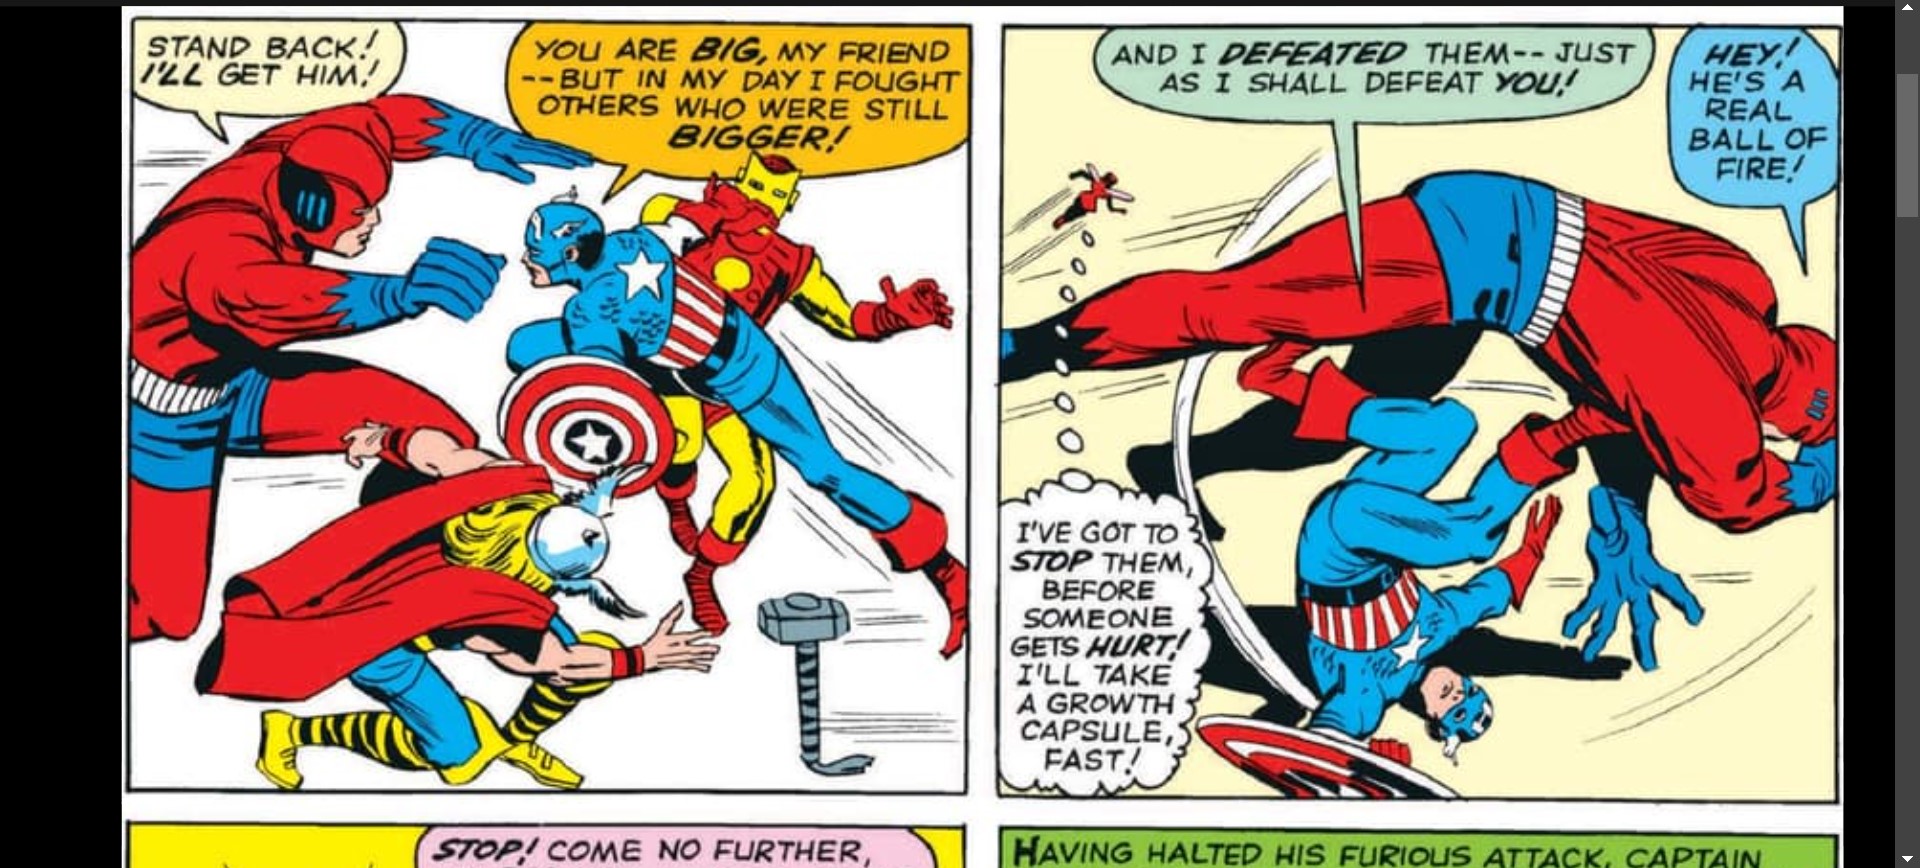 STAND BACK!
I'LL GET HIM!
YOU ARE BIG, MY FRIEND
--BUT IN MY DAY I FOUGHT
OTHERS WHO WERE STILL
BIGGER!
AND I DEFEATED THEM-- JUST
AS I SHALL DEFEAT YOU!
HEY!
HE'S A
REAL
BALL OF
FIRE!
I'VE GOT TO
STOP THEM,
BEFORE
SOMEONE
GETS HURT!
I'LL TAKE
A GROWTH
CAPSULE,
FAST!
STOP! COME NO FURTHER,
HAVING HALTED HIS FURIOUS ATTACK, CAPTAIN